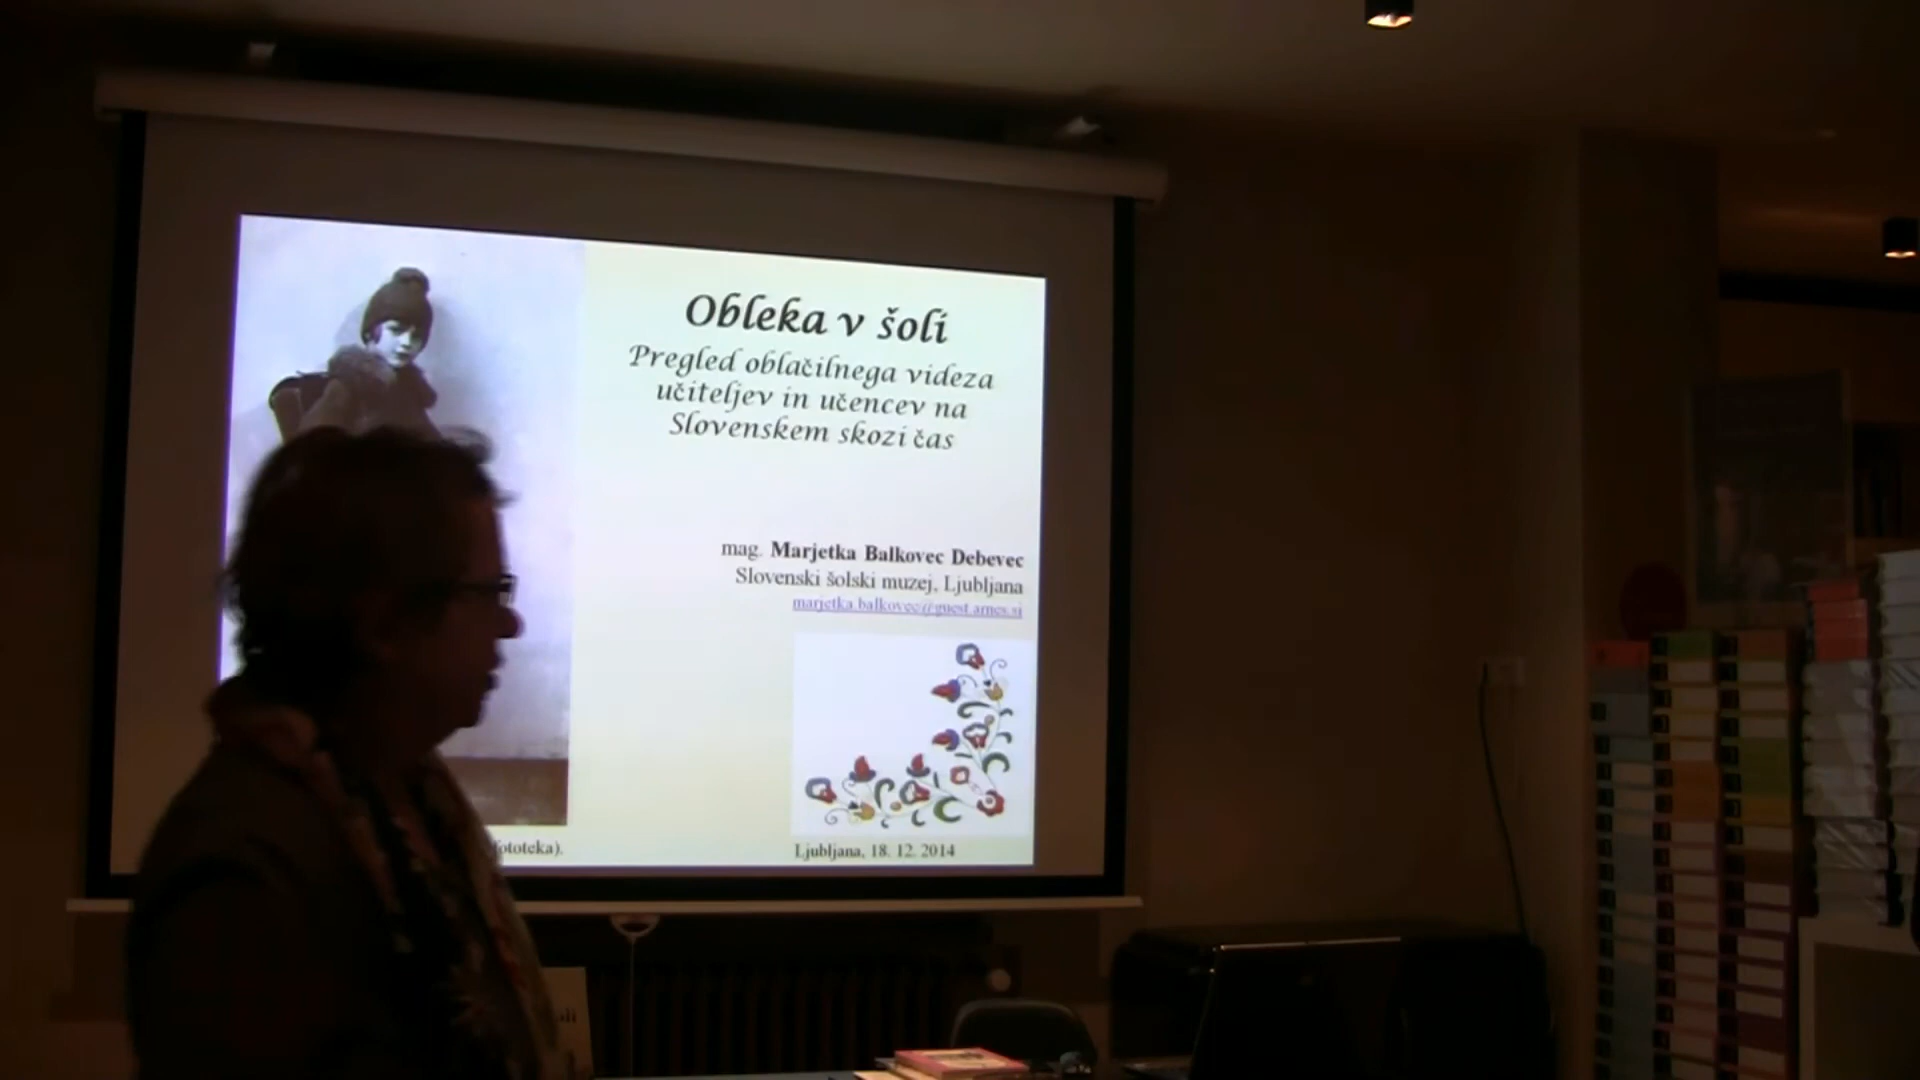 Obleka v šoli
Pregled oblačilnega videza
učiteljev in učencev na
Slovenskem skozi čas
mag. Marjetka Balkovec Debevec
Slovenski šolski muzej, Ljubljana
marjetka.balkovec@guest.arnes.si
fototeka).
Ljubljana, 18. 12. 2014